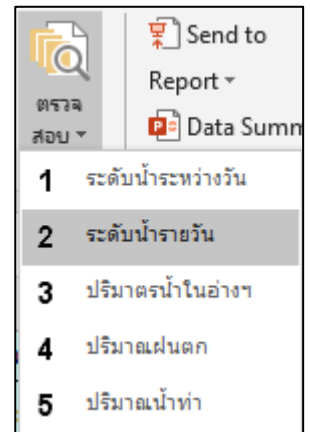 ตรวจ
สอบ
Send to
Report
Data Summ
1 ระดับน้ำระหว่างวัน
2 ระดับน้ำรายวัน
3 ปริมาตรน้ำในอ่างฯ
4 ปริมาณฝนตก
5 ปริมาณน้ำท่า